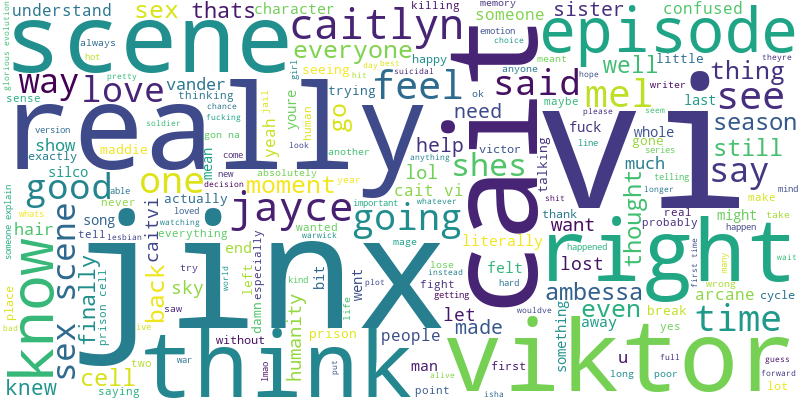 understand sex thats character everyone someone sister confused
always killing memory
glorious evolution scene caitlyn emotion choice episode
hot vander seeing happy meant theyre
way love thinking girl day best feel said well little thing
sense pretty hit suicidal anyone hope writer
really youre trying ok maybe please mel last see
chance fucking soldier jail human go need cait vi seem season
version maddie gon na yeah look help victor fuck line whole gone
show exactly come another shes talking series still
silco mean absolutely anything much telling say
good able new decision one moment year lol cait vi shit longer mind
never loved actually important whatever thank real make
whats song watching jayce wanted warwick going want thought probably might take
someone explain hair tell lesbian everything mage literally happened happen
know jinx caitvi end especially humanity kind bit plot went lose instead felt lost right wait
sex scene finally prison cell back sky try left world life fight getting hard ambessa even first time many wrong arcane cycle
place saw damn let made wouldve something away break time
bad live without prison people yes
knew cell two war lmao put think man first viktor u full guess
saying point alive isha long poor forward lot